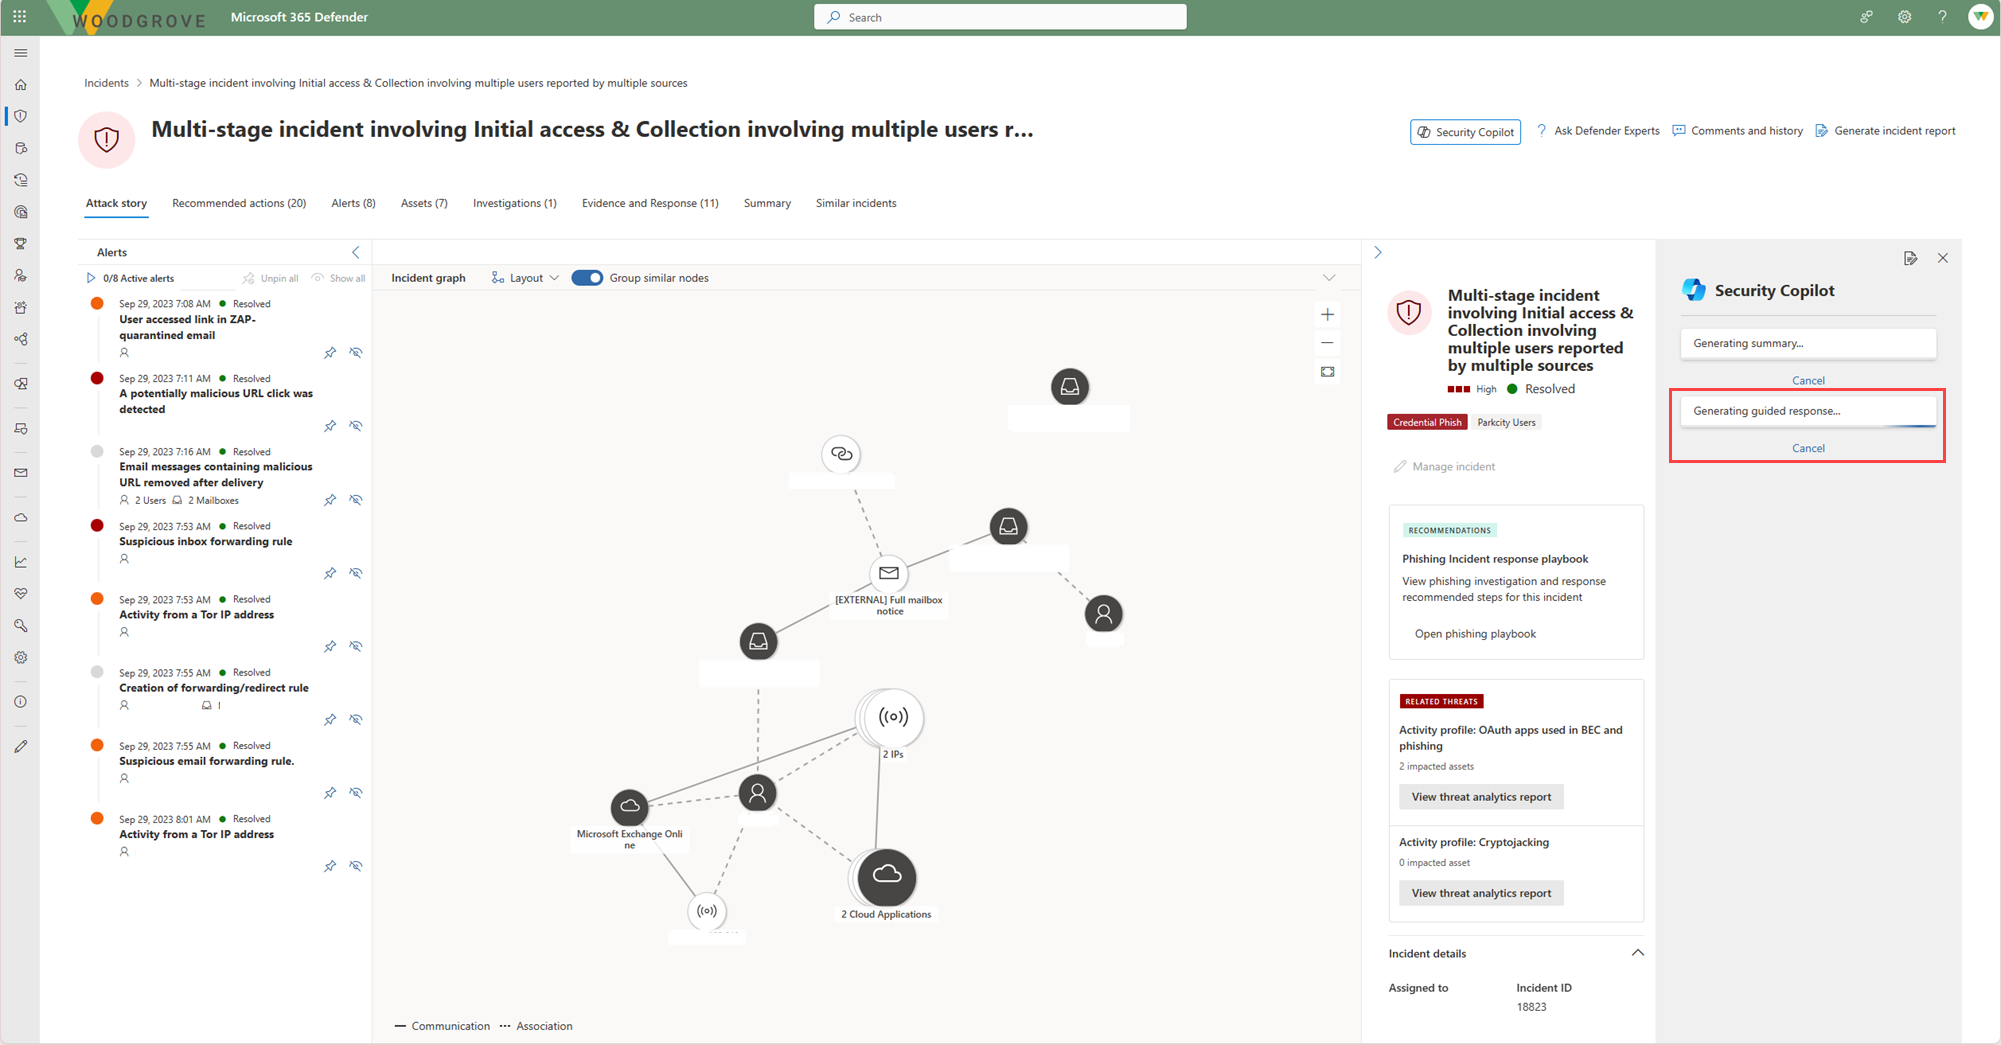 WOODGROVE
Microsoft 365 Defender
Search
Incidents > Multi-stage incident involving Initial access & Collection involving multiple users reported by multiple sources
Multi-stage incident involving Initial access & Collection involving multiple users r...
Security Copilot
Ask Defender Experts
Comments and history
Generate incident report
Attack story
Recommended actions (20)
Alerts (8)
Assets (7)
Investigations (1)
Evidence and Response (11)
Summary
Similar incidents
Alerts
0/8 Active alerts
Unpin all
Show all
Sep 29, 2023 7:08 AM Resolved
User accessed link in ZAP-
quarantined email
Sep 29, 2023 7:11 AM Resolved
A potentially malicious URL click was
detected
Sep 29, 2023 7:16 AM Resolved
Email messages containing malicious
URL removed after delivery
2 Users 2 Mailboxes
Sep 29, 2023 7:53 AM Resolved
Suspicious inbox forwarding rule
Sep 29, 2023 7:53 AM Resolved
Activity from a Tor IP address
Sep 29, 2023 7:55 AM Resolved
Creation of forwarding/redirect rule
Sep 29, 2023 7:55 AM Resolved
Suspicious email forwarding rule.
Sep 29, 2023 8:01 AM Resolved
Activity from a Tor IP address
Incident graph
Layout
Group similar nodes
[EXTERNAL] Full mailbox
notice
2 IPs
Microsoft Exchange Onli
ne
2 Cloud Applications
Communication
Association
Multi-stage incident
involving Initial access &
Collection involving
multiple users reported
by multiple sources
High Resolved
Credential Phish
Parkcity Users
Manage incident
RECOMMENDATIONS
Phishing Incident response playbook
View phishing investigation and response
recommended steps for this incident
Open phishing playbook
RELATED THREATS
Activity profile: OAuth apps used in BEC and
phishing
2 impacted assets
View threat analytics report
Activity profile: Cryptojacking
0 impacted asset
View threat analytics report
Incident details
Assigned to
Incident ID
18823
Security Copilot
Generating summary...
Cancel
Generating guided response...
Cancel